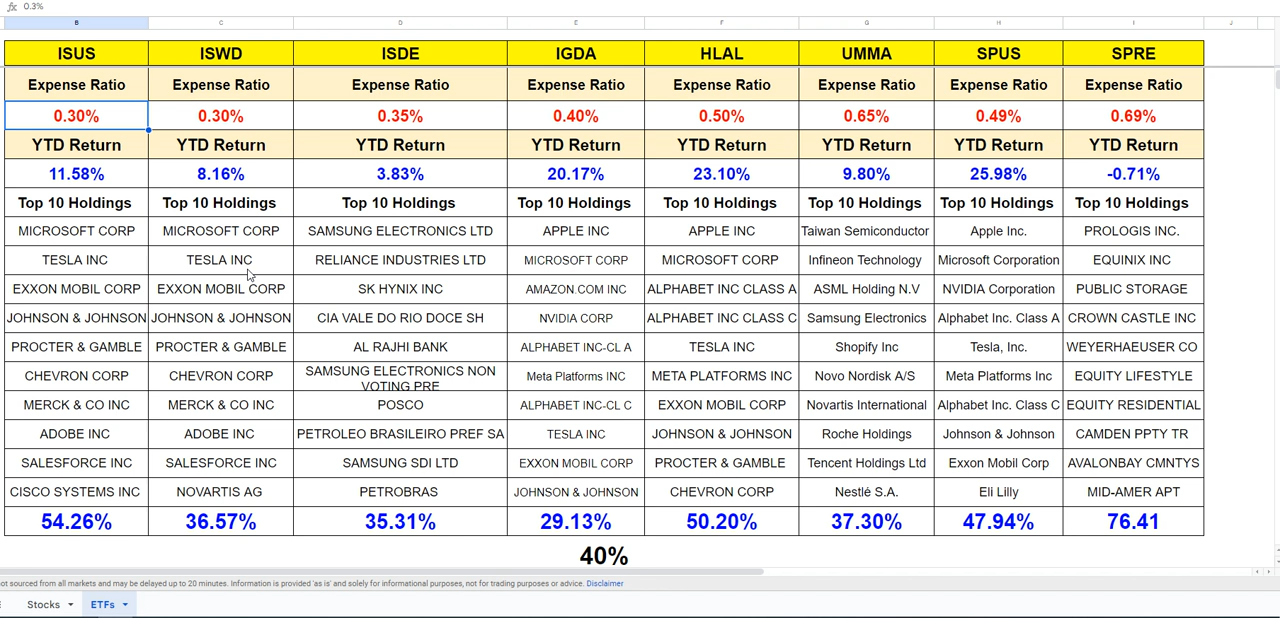 fx 0.3%
B C D E F G H I J
ISUS ISWD ISDE IGDA HLAL UMMA SPUS SPRE
Expense Ratio Expense Ratio Expense Ratio Expense Ratio Expense Ratio Expense Ratio Expense Ratio Expense Ratio
0.30% 0.30% 0.35% 0.40% 0.50% 0.65% 0.49% 0.69%
YTD Return YTD Return YTD Return YTD Return YTD Return YTD Return YTD Return YTD Return
11.58% 8.16% 3.83% 20.17% 23.10% 9.80% 25.98% -0.71%
Top 10 Holdings Top 10 Holdings Top 10 Holdings Top 10 Holdings Top 10 Holdings Top 10 Holdings Top 10 Holdings Top 10 Holdings
MICROSOFT CORP MICROSOFT CORP SAMSUNG ELECTRONICS LTD APPLE INC APPLE INC Taiwan Semiconductor Apple Inc. PROLOGIS INC.
TESLA INC TESLA INC RELIANCE INDUSTRIES LTD MICROSOFT CORP MICROSOFT CORP Infineon Technology Microsoft Corporation EQUINIX INC
EXXON MOBIL CORP EXXON MOBIL CORP SK HYNIX INC AMAZON.COM INC ALPHABET INC CLASS A ASML Holding N.V NVIDIA Corporation PUBLIC STORAGE
JOHNSON & JOHNSON JOHNSON & JOHNSON CIA VALE DO RIO DOCE SH NVIDIA CORP ALPHABET INC CLASS C Samsung Electronics Alphabet Inc. Class A CROWN CASTLE INC
PROCTER & GAMBLE PROCTER & GAMBLE AL RAJHI BANK ALPHABET INC-CL A TESLA INC Shopify Inc Tesla, Inc. WEYERHAEUSER CO
CHEVRON CORP CHEVRON CORP SAMSUNG ELECTRONICS NON VOTING PRE Meta Platforms INC META PLATFORMS INC Novo Nordisk A/S Meta Platforms Inc EQUITY LIFESTYLE
MERCK & CO INC MERCK & CO INC POSCO ALPHABET INC-CL C EXXON MOBIL CORP Novartis International Alphabet Inc. Class C EQUITY RESIDENTIAL
ADOBE INC ADOBE INC PETROLEO BRASILEIRO PREF SA TESLA INC JOHNSON & JOHNSON Roche Holdings Johnson & Johnson CAMDEN PPTY TR
SALESFORCE INC SALESFORCE INC SAMSUNG SDI LTD EXXON MOBIL CORP PROCTER & GAMBLE Tencent Holdings Ltd Exxon Mobil Corp AVALONBAY CMNTYS
CISCO SYSTEMS INC NOVARTIS AG PETROBRAS JOHNSON & JOHNSON CHEVRON CORP Nestlé S.A. Eli Lilly MID-AMER APT
54.26% 36.57% 35.31% 29.13% 50.20% 37.30% 47.94% 76.41
40%
ot sourced from all markets and may be delayed up to 20 minutes. Information is provided 'as is' and solely for informational purposes, not for trading purposes or advice. Disclaimer
Stocks ETFs